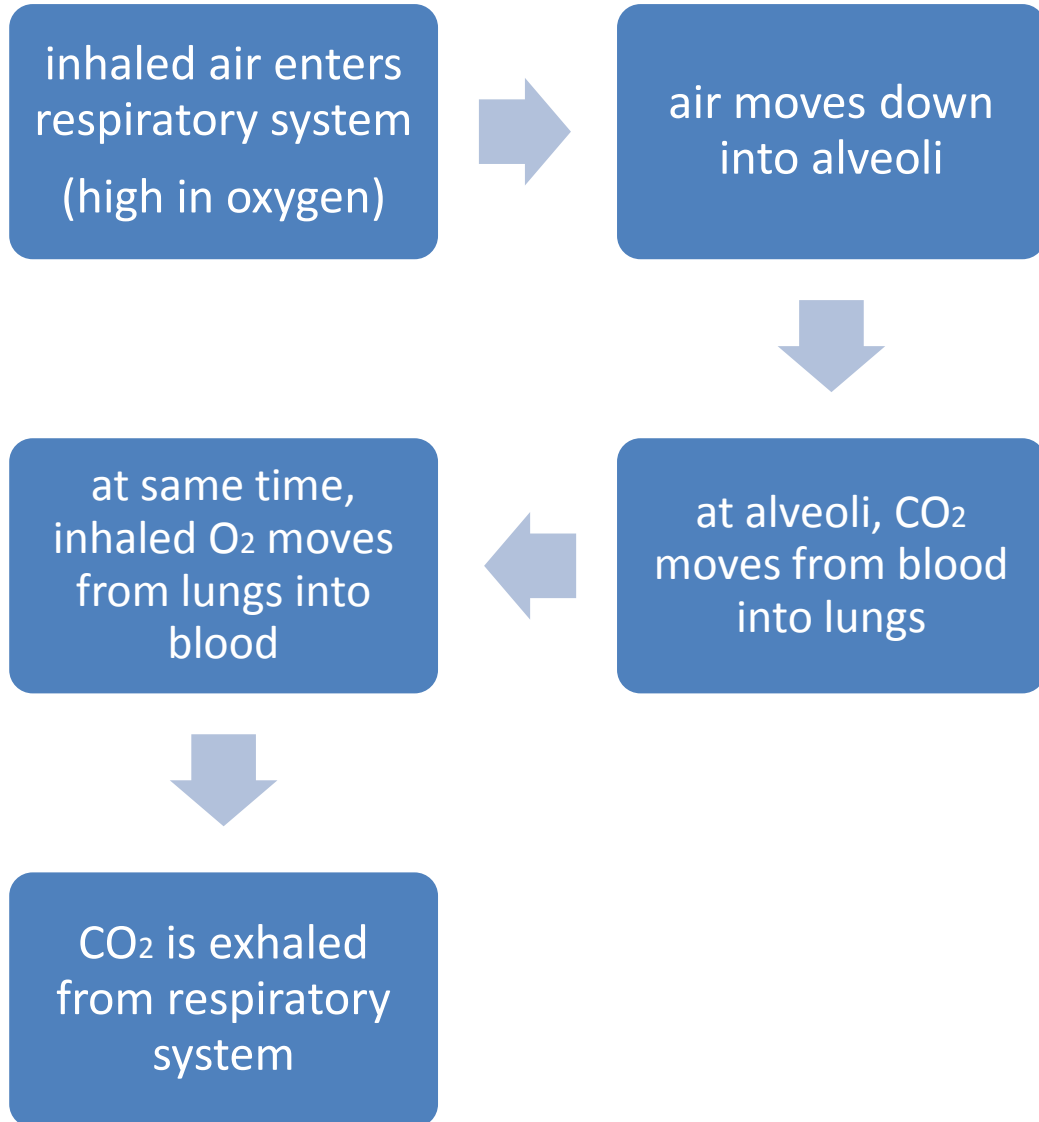 inhaled air enters
respiratory system
(high in oxygen)
air moves down
into alveoli
at alveoli, CO₂
moves from blood
into lungs
at same time,
inhaled O₂ moves
from lungs into
blood
CO₂ is exhaled
from respiratory
system